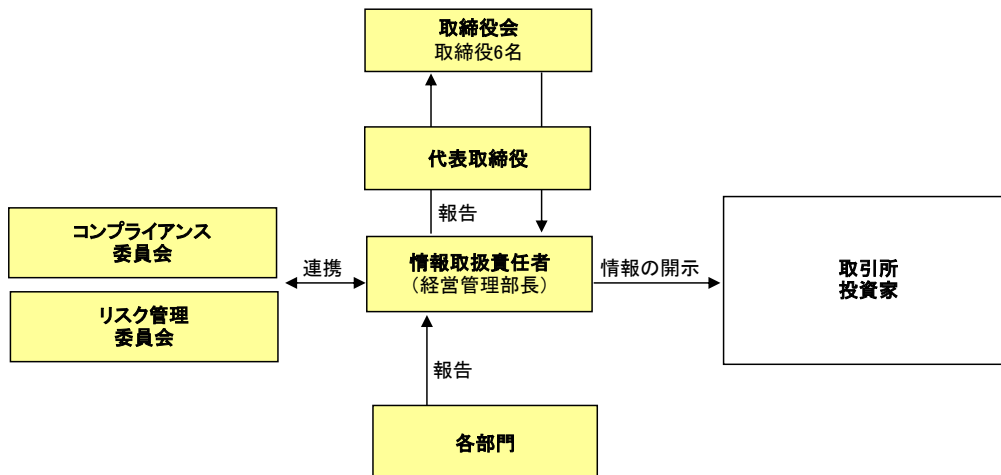 取締役会
取締役6名
代表取締役
報告
コンプライアンス
委員会
連携
情報取扱責任者
（経営管理部長）
情報の開示
取引所
投資家
リスク管理
委員会
報告
各部門